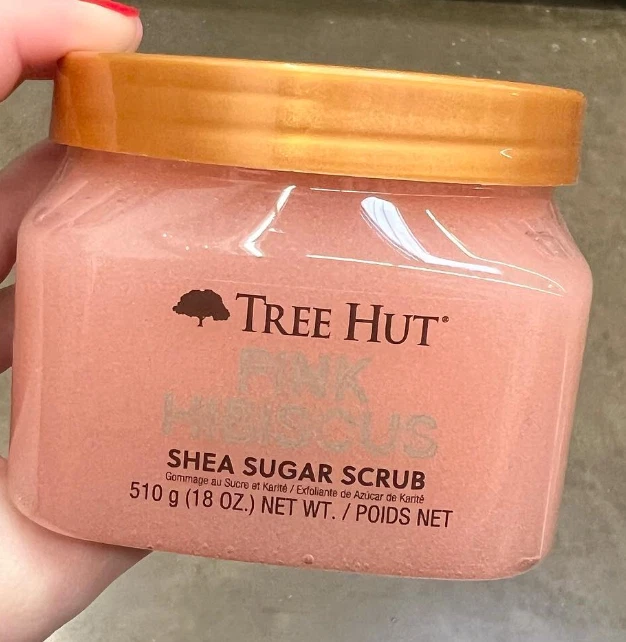 TREE HUT®
PINK
HIBISCUS
SHEA SUGAR SCRUB
Gommage au Sucre et Karité / Exfoliante de Azúcar de Karité
510 g (18 OZ.) NET WT. / POIDS NET